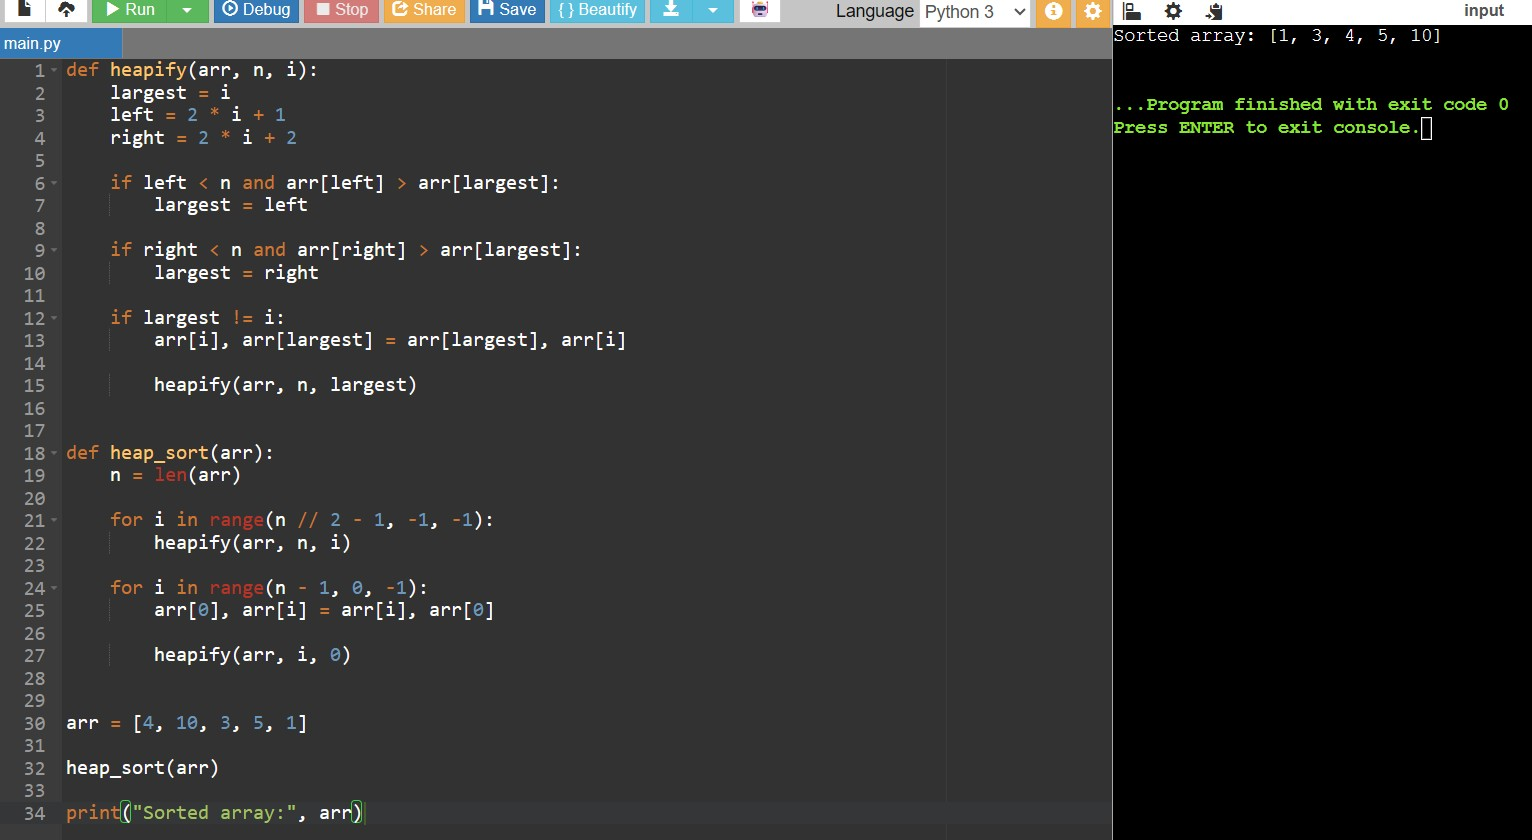 Run Debug Stop Share Save {} Beautify Language Python 3 input
main.py
1 def heapify(arr, n, i):
2     largest = i
3     left = 2 * i + 1
4     right = 2 * i + 2
5
6     if left < n and arr[left] > arr[largest]:
7         largest = left
8
9     if right < n and arr[right] > arr[largest]:
10         largest = right
11
12     if largest != i:
13         arr[i], arr[largest] = arr[largest], arr[i]
14
15         heapify(arr, n, largest)
16
17
18 def heap_sort(arr):
19     n = len(arr)
20
21     for i in range(n // 2 - 1, -1, -1):
22         heapify(arr, n, i)
23
24     for i in range(n - 1, 0, -1):
25         arr[0], arr[i] = arr[i], arr[0]
26
27         heapify(arr, i, 0)
28
29
30 arr = [4, 10, 3, 5, 1]
31
32 heap_sort(arr)
33
34 print("Sorted array:", arr)
Sorted array: [1, 3, 4, 5, 10]
...Program finished with exit code 0
Press ENTER to exit console.